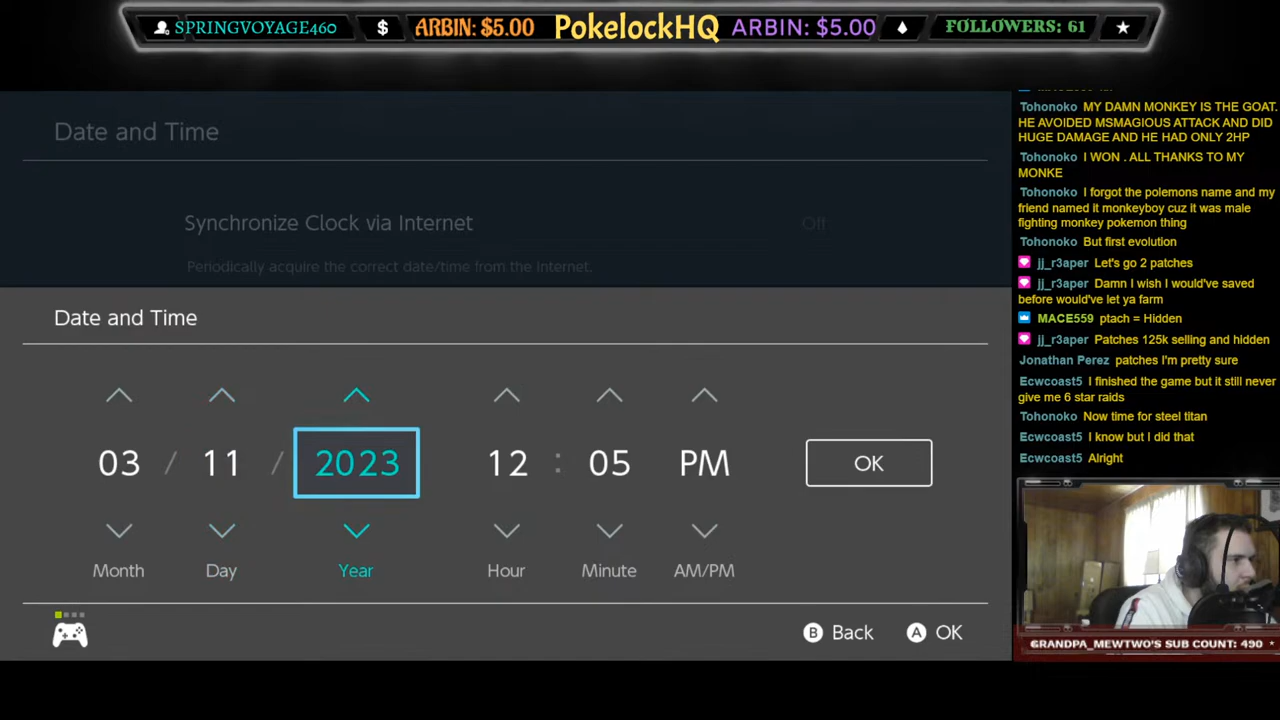 SPRINGVOYAGE460
$
ARBIN: $5.00
PokelockHQ
ARBIN: $5.00
FOLLOWERS: 61
Date and Time
Synchronize Clock via Internet
Off
Periodically acquire the correct date/time from the Internet.
Date and Time
03 / 11 / 2023 12 : 05 PM
OK
Month Day Year Hour Minute AM/PM
B Back A OK
Tohonoko MY DAMN MONKEY IS THE GOAT.
HE AVOIDED MSMAGIOUS ATTACK AND DID
HUGE DAMAGE AND HE HAD ONLY 2HP
Tohonoko I WON . ALL THANKS TO MY
MONKE
Tohonoko I forgot the polemons name and my
friend named it monkeyboy cuz it was male
fighting monkey pokemon thing
Tohonoko But first evolution
jj_r3aper Let's go 2 patches
jj_r3aper Damn I wish I would've saved
before would've let ya farm
MACE559 ptach = Hidden
jj_r3aper Patches 125k selling and hidden
Jonathan Perez patches I'm pretty sure
Ecwcoast5 I finished the game but it still never
give me 6 star raids
Tohonoko Now time for steel titan
Ecwcoast5 I know but I did that
Ecwcoast5 Alright
GRANDPA_MEWTWO'S SUB COUNT: 490